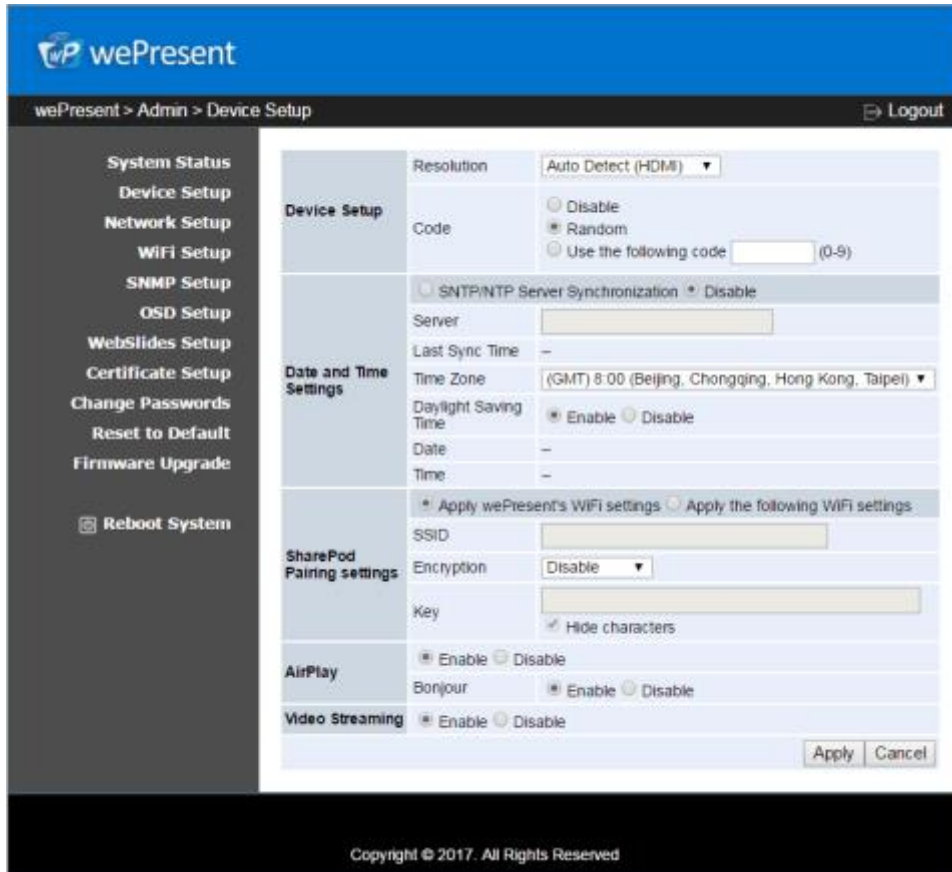 wP wePresent
wePresent > Admin > Device Setup
Logout
System Status
Device Setup
Network Setup
WiFi Setup
SNMP Setup
OSD Setup
WebSlides Setup
Certificate Setup
Change Passwords
Reset to Default
Firmware Upgrade
Reboot System
Device Setup
Resolution
Auto Detect (HDMI)
Code
Disable
Random
Use the following code (0-9)
Date and Time
Settings
SNTP/NTP Server Synchronization Disable
Server
Last Sync Time --
Time Zone (GMT) 8:00 (Beijing, Chongqing, Hong Kong, Taipei)
Daylight Saving
Time
Enable Disable
Date --
Time --
SharePod
Pairing settings
Apply wePresent's WiFi settings Apply the following WiFi settings
SSID
Encryption Disable
Key
Hide characters
AirPlay
Enable Disable
Bonjour Enable Disable
Video Streaming Enable Disable
Apply Cancel
Copyright © 2017. All Rights Reserved